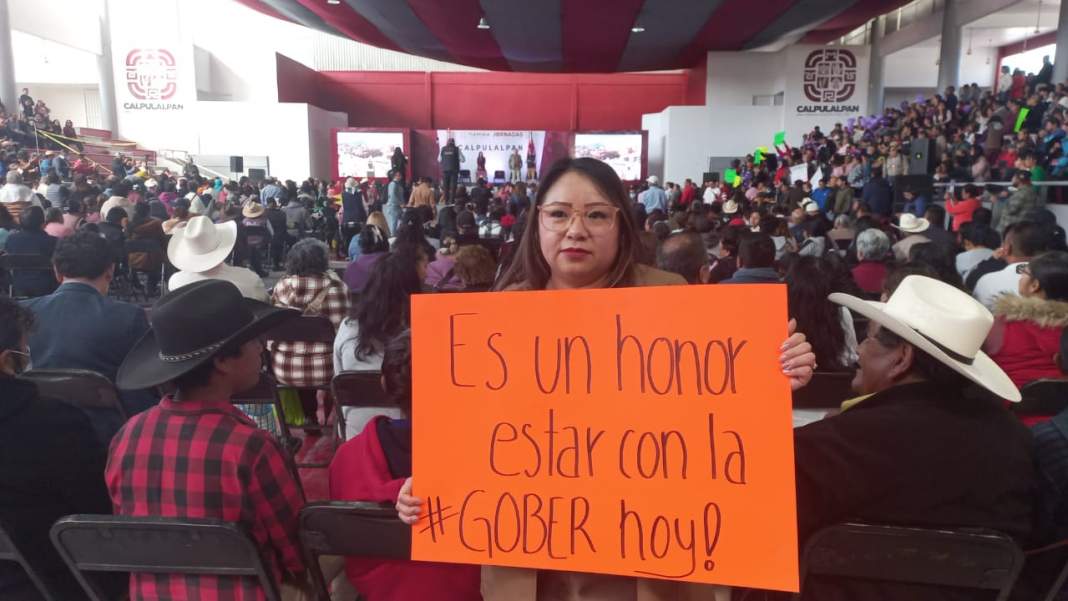 CALPULALPAN
CALPULALPAN
JORNADAS
CALPULALPAN
Es un honor
estar con la
#GOBER hoy!